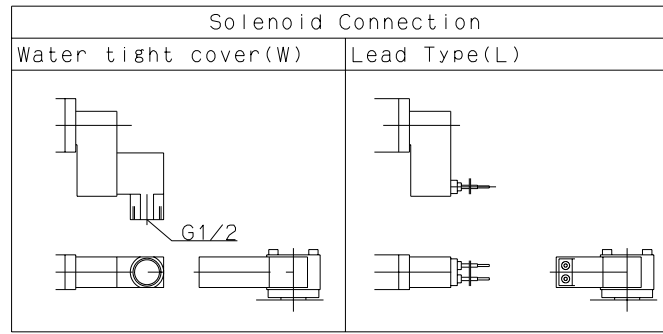 Solenoid Connection
Water tight cover(W)
Lead Type(L)
G1/2